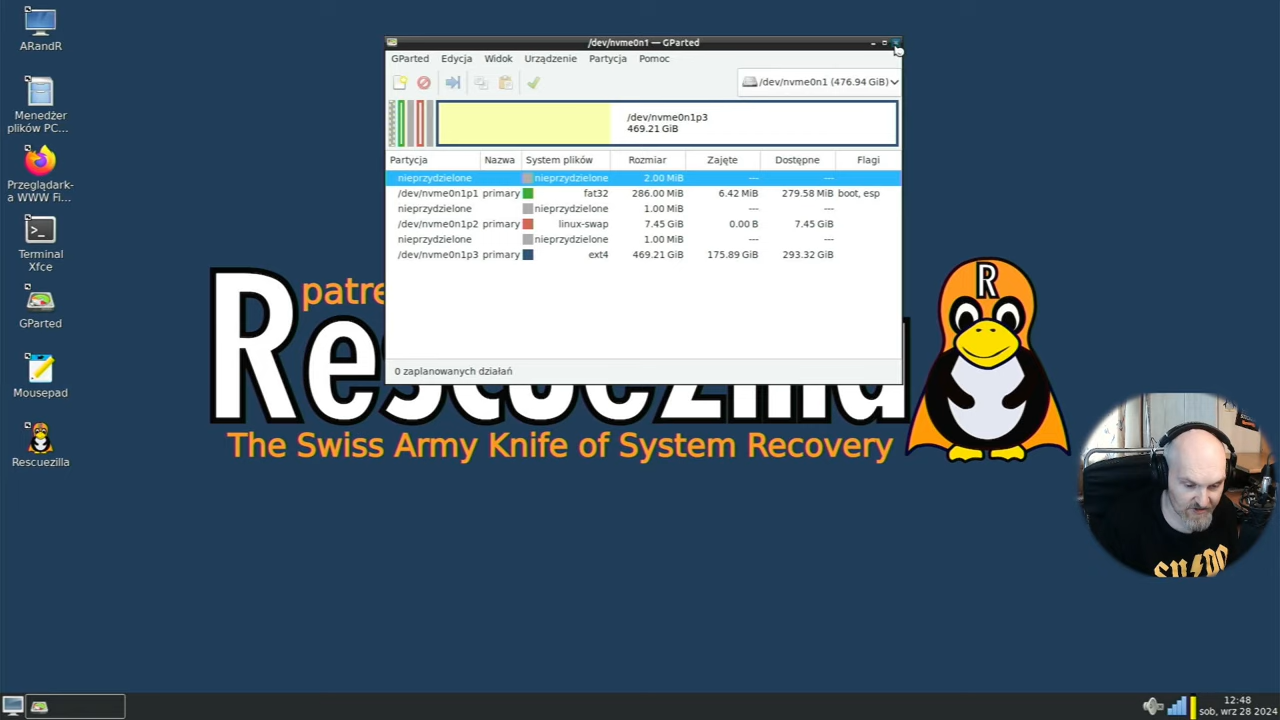 ARandR
Menedżer
plików PC...
Przeglądark-
a WWW Fi...
Terminal
Xfce
GParted
Mousepad
Rescuezilla
/dev/nvme0n1 — GParted
GParted Edycja Widok Urządzenie Partycja Pomoc
/dev/nvme0n1 (476.94 GiB)
/dev/nvme0n1p3
469.21 GiB
Partycja Nazwa System plików Rozmiar Zajęte Dostępne Flagi
nieprzydzielone nieprzydzielone 2.00 MiB --- ---
/dev/nvme0n1p1 primary fat32 286.00 MiB 6.42 MiB 279.58 MiB boot, esp
nieprzydzielone nieprzydzielone 1.00 MiB --- ---
/dev/nvme0n1p2 primary linux-swap 7.45 GiB 0.00 B 7.45 GiB
nieprzydzielone nieprzydzielone 1.00 MiB --- ---
/dev/nvme0n1p3 primary ext4 469.21 GiB 175.89 GiB 293.32 GiB
0 zaplanowanych działań
patre
Rescuezilla
The Swiss Army Knife of System Recovery
R
12:48
sob, wrz 28 2024